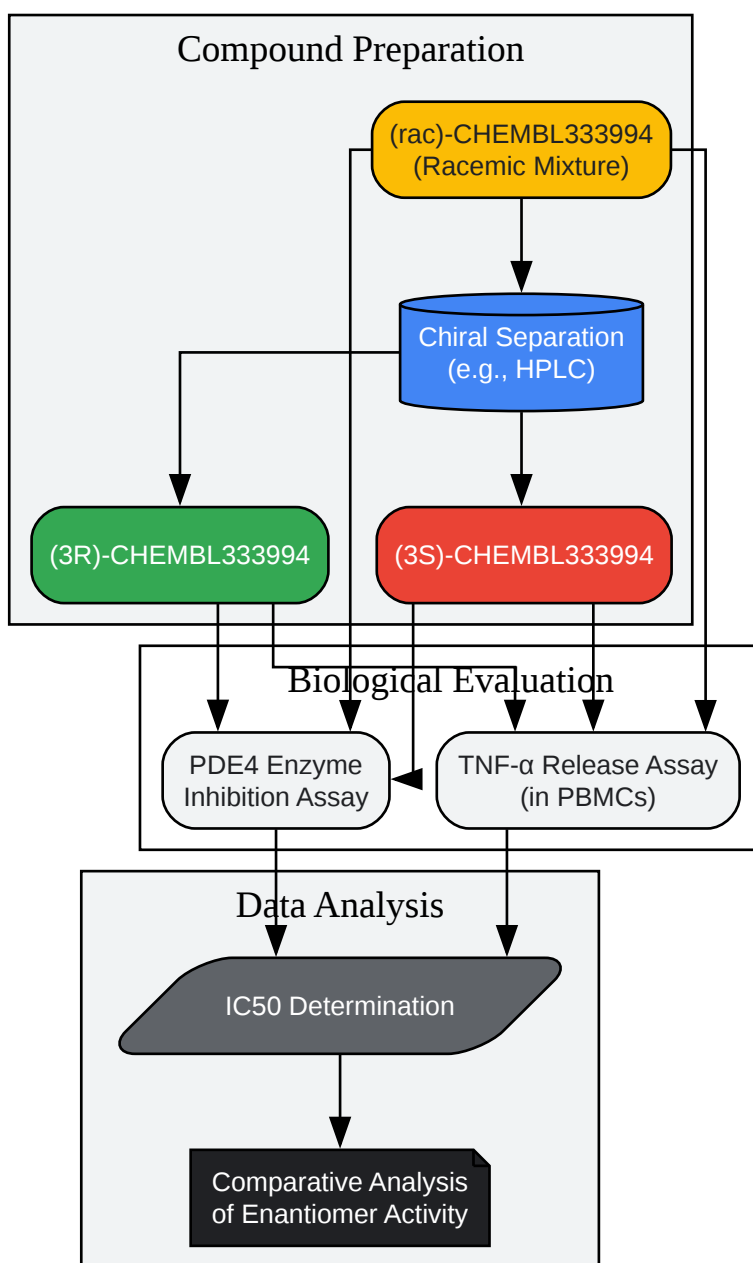 Compound Preparation
(rac)-CHEMBL333994
(Racemic Mixture)
Chiral Separation
(e.g., HPLC)
(3R)-CHEMBL333994
(3S)-CHEMBL333994
Biological Evaluation
PDE4 Enzyme
Inhibition Assay
TNF-α Release Assay
(in PBMCs)
Data Analysis
IC50 Determination
Comparative Analysis
of Enantiomer Activity